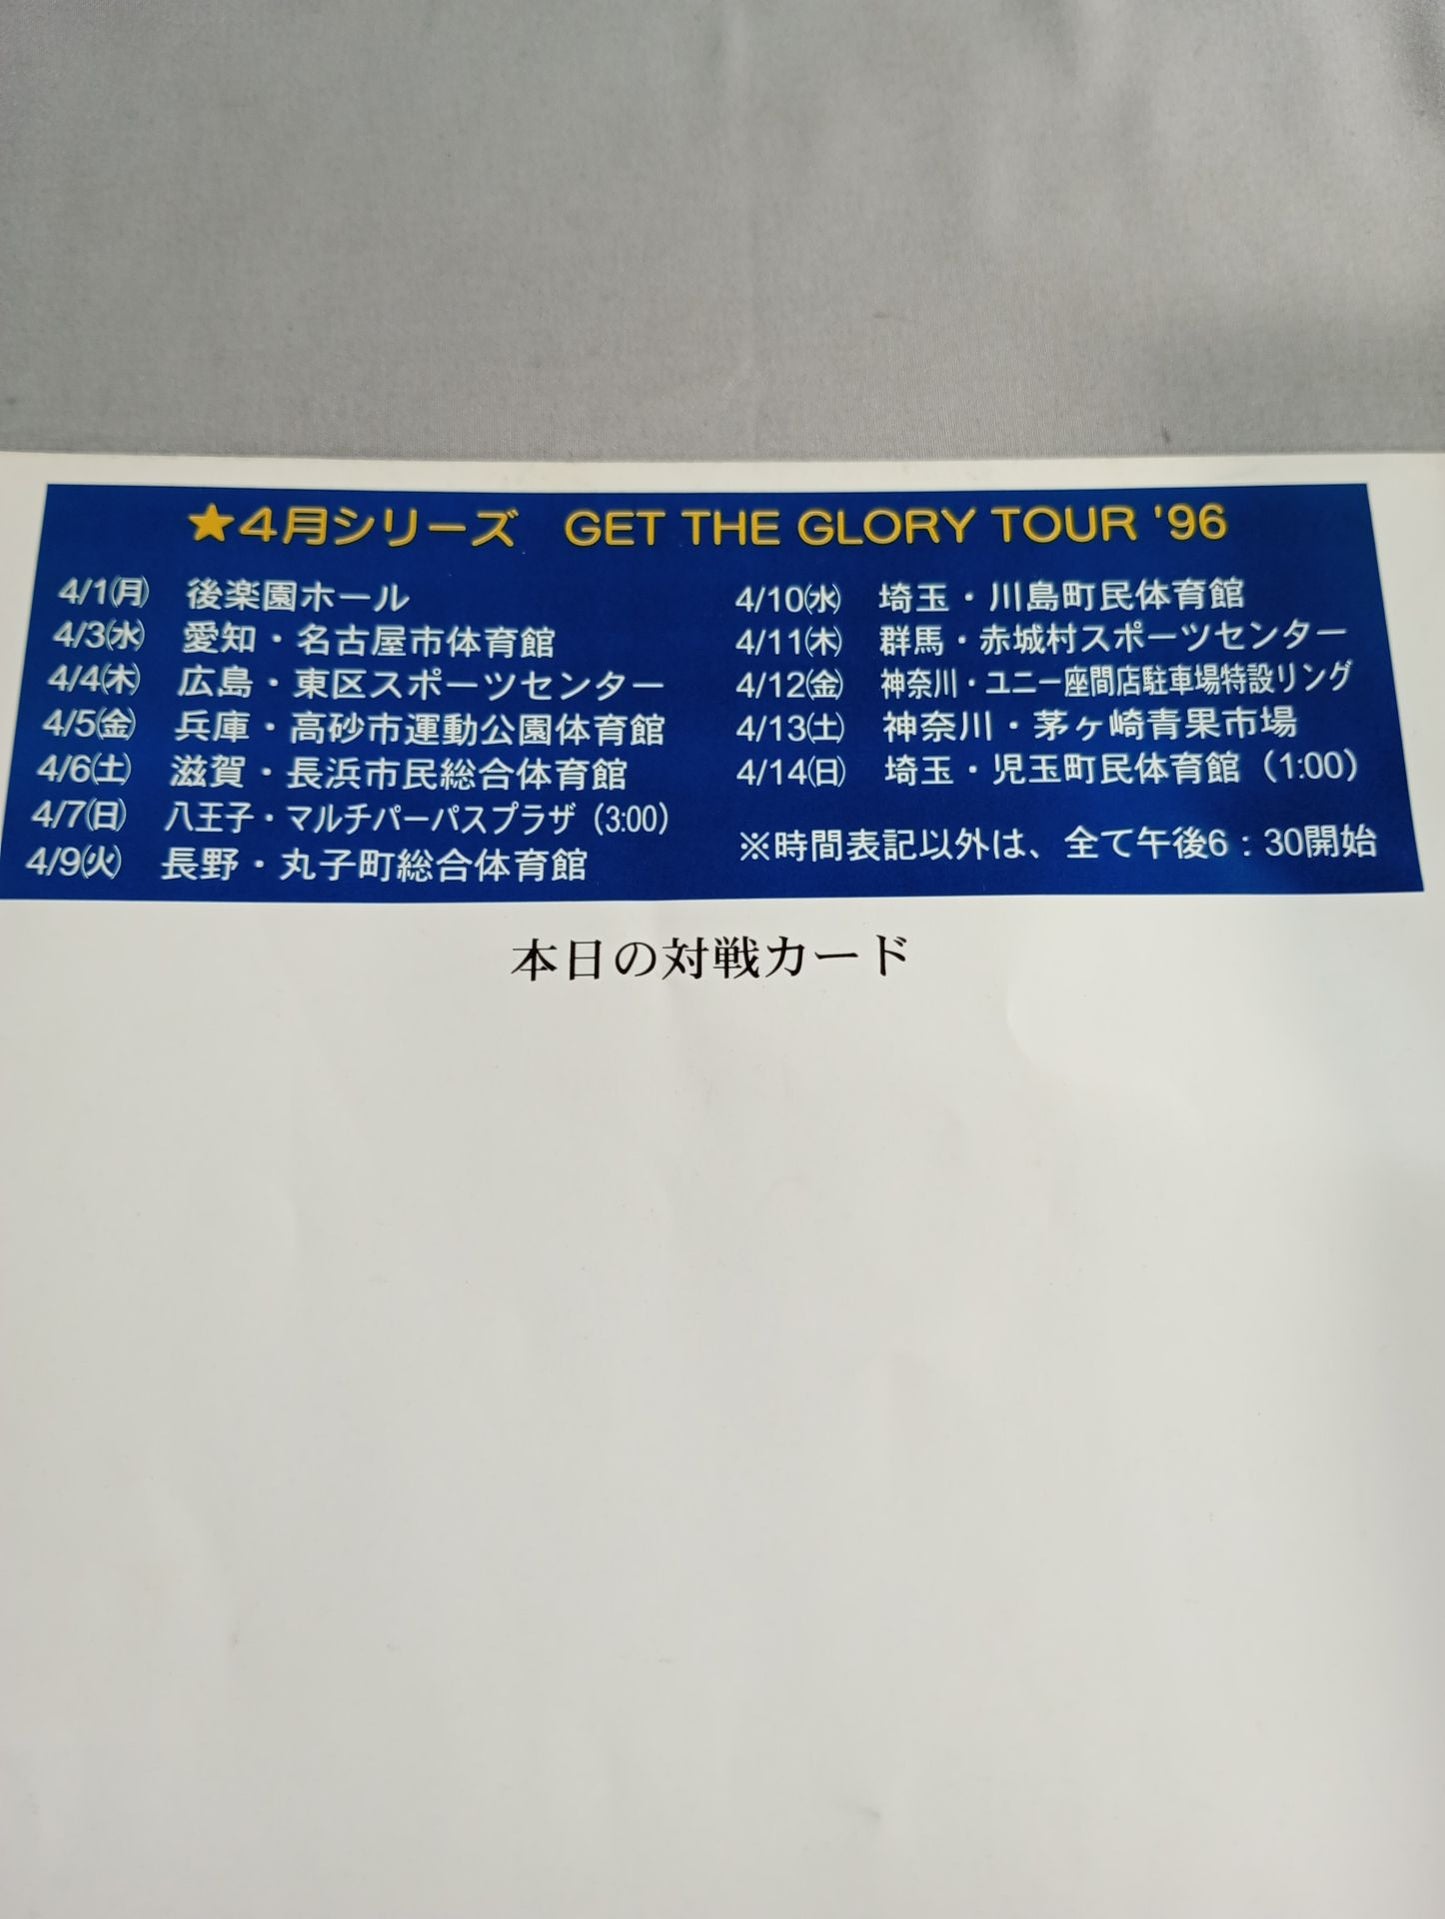 ★4月シリーズ　GET THE GLORY TOUR '96
4/1㈪　後楽園ホール
4/3㈬　愛知・名古屋市体育館
4/4㈭　広島・東区スポーツセンター
4/5㈮　兵庫・高砂市運動公園体育館
4/6㈯　滋賀・長浜市民総合体育館
4/7㈰　八王子・マルチパーパスプラザ（3:00）
4/9㈫　長野・丸子町総合体育館
4/10㈬　埼玉・川島町民体育館
4/11㈭　群馬・赤城村スポーツセンター
4/12㈮　神奈川・ユニー座間店駐車場特設リング
4/13㈯　神奈川・茅ヶ崎青果市場
4/14㈰　埼玉・児玉町民体育館（1:00）
※時間表記以外は、全て午後6：30開始
本日の対戦カード